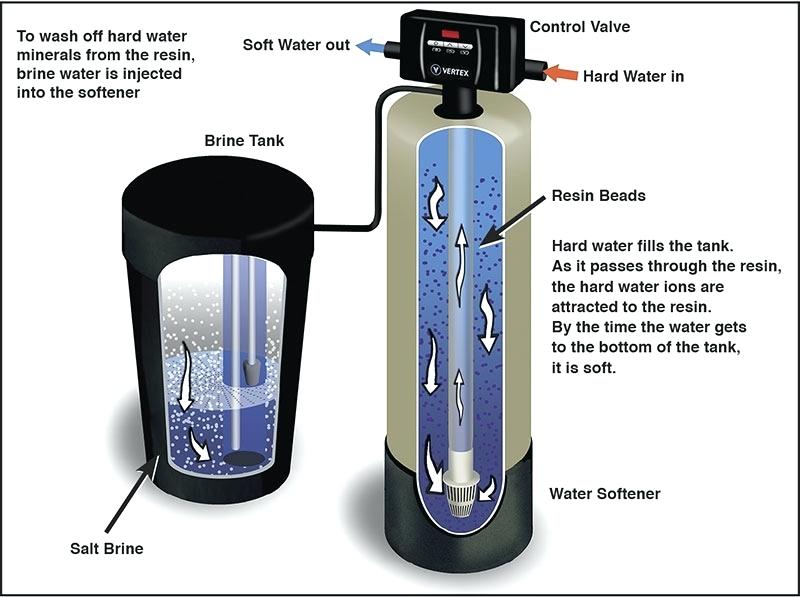 To wash off hard water
minerals from the resin,
brine water is injected
into the softener
Soft Water out
Control Valve
VERTEX
Hard Water in
Brine Tank
Resin Beads
Hard water fills the tank.
As it passes through the resin,
the hard water ions are
attracted to the resin.
By the time the water gets
to the bottom of the tank,
it is soft.
Water Softener
Salt Brine